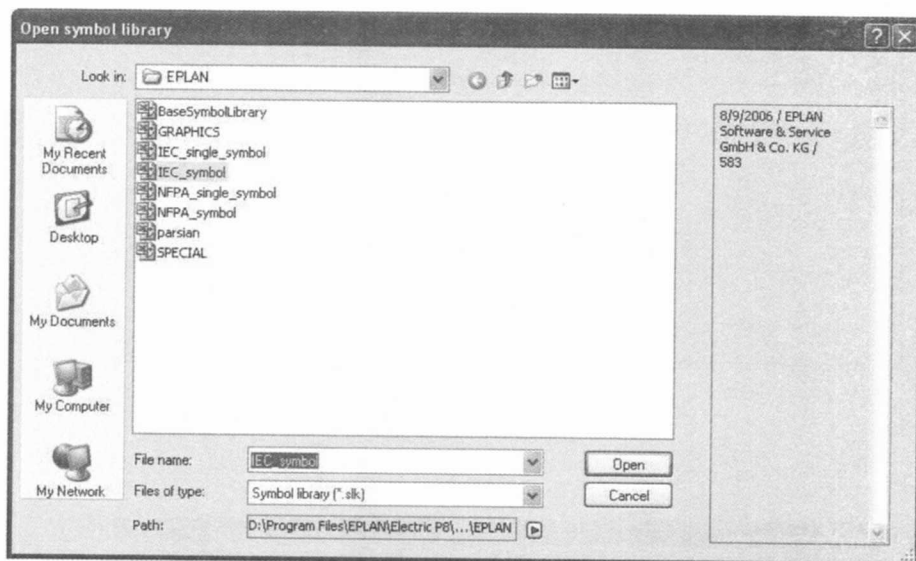 Open symbol library
Look in:
EPLAN
My Recent
Documents
Desktop
My Documents
My Computer
My Network
BaseSymbolLibrary
GRAPHICS
IEC_single_symbol
IEC_symbol
NFPA_single_symbol
NFPA_symbol
parsian
SPECIAL
8/9/2006 / EPLAN
Software & Service
GmbH & Co. KG /
583
File name:
IEC_symbol
Open
Files of type:
Symbol library (*.slk)
Cancel
Path:
D:\Program Files\EPLAN\Electric P8\...\EPLAN